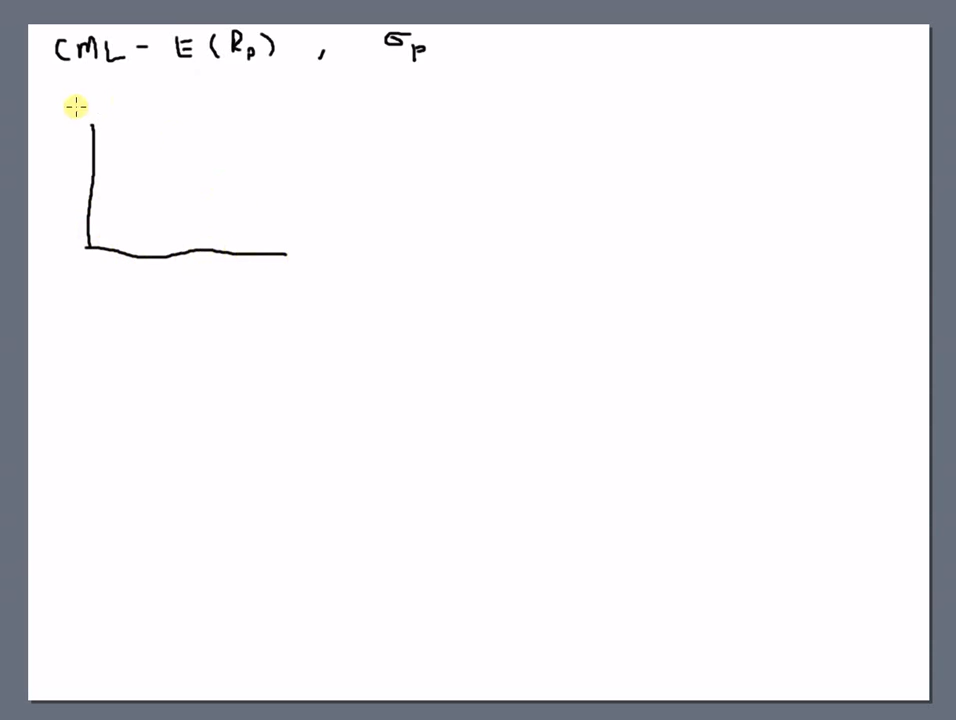 CML - E(Rp), σp